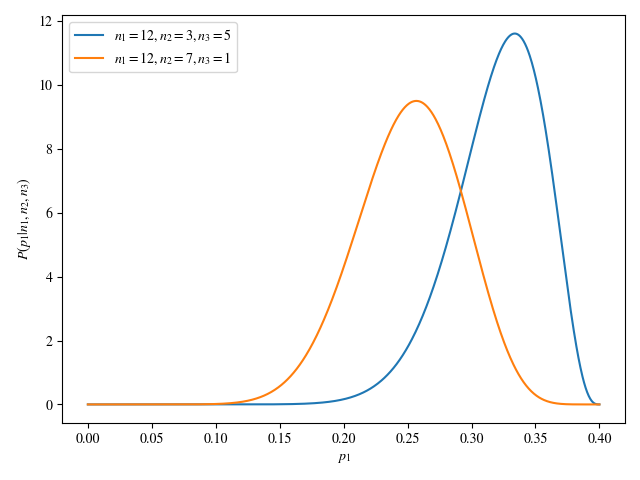 n₁ = 12, n₂ = 3, n₃ = 5
n₁ = 12, n₂ = 7, n₃ = 1
12
10
8
6
4
2
0
P(p₁|n₁, n₂, n₃)
0.00 0.05 0.10 0.15 0.20 0.25 0.30 0.35 0.40
p₁